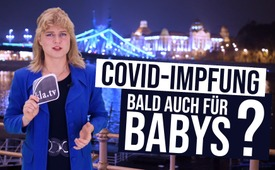 kla.tv
COVID-IMPFUNG
BALD AUCH FÜR
BABYS ?